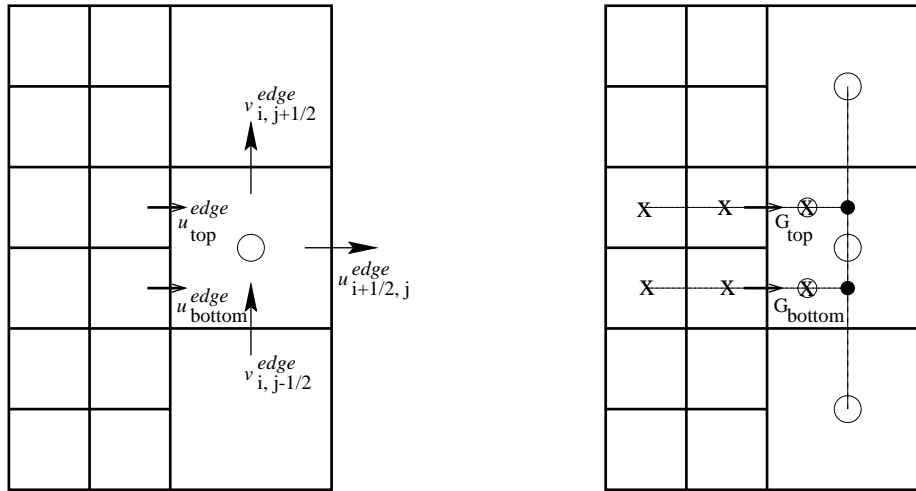 v edge i, j+1/2
u edge top
u edge i+1/2, j
u edge bottom
v edge i, j-1/2
X X X
G top
X X X
G bottom